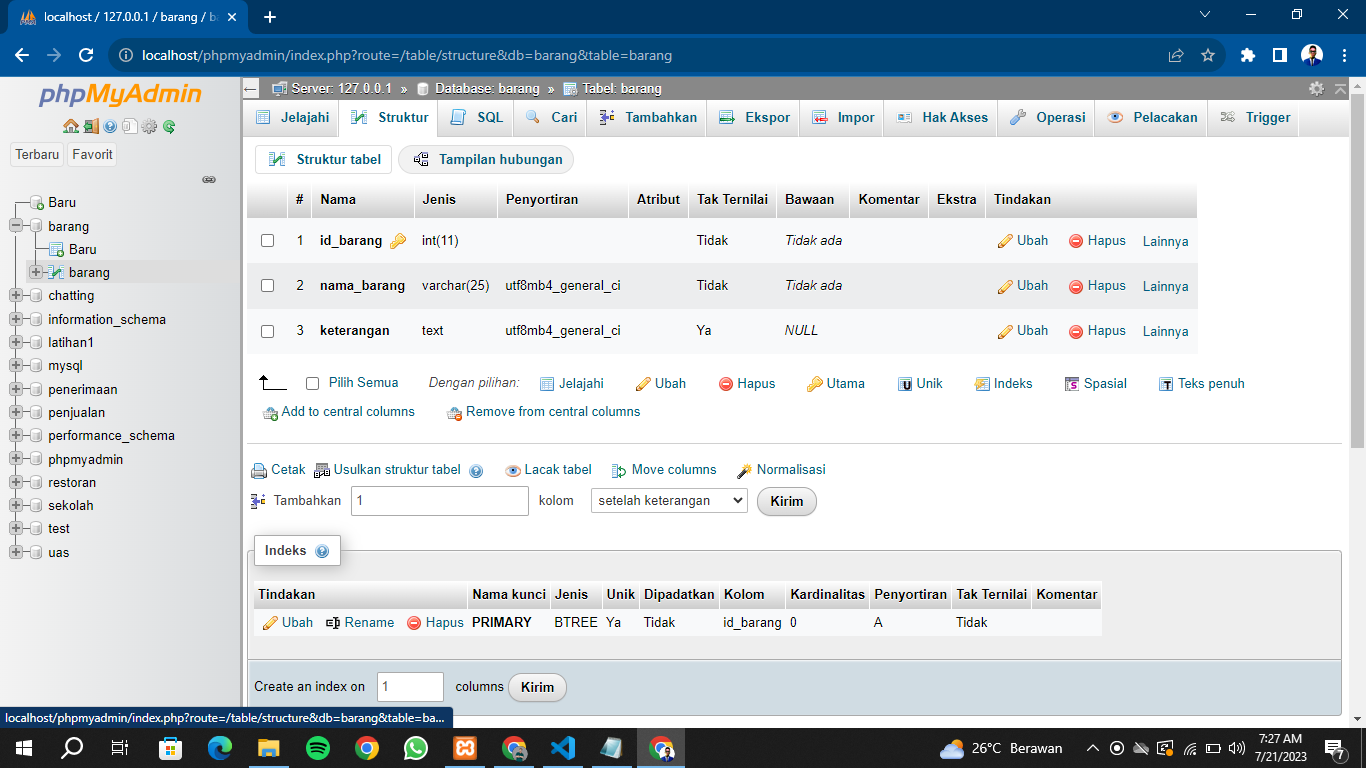 localhost / 127.0.0.1 / barang / ba
localhost/phpmyadmin/index.php?route=/table/structure&db=barang&table=barang
phpMyAdmin
Terbaru Favorit
Baru
barang
Baru
barang
chatting
information_schema
latihan1
mysql
penerimaan
penjualan
performance_schema
phpmyadmin
restoran
sekolah
test
uas
Server: 127.0.0.1 » Database: barang » Tabel: barang
Jelajahi Struktur SQL Cari Tambahkan Ekspor Impor Hak Akses Operasi Pelacakan Trigger
Struktur tabel Tampilan hubungan
# Nama Jenis Penyortiran Atribut Tak Ternilai Bawaan Komentar Ekstra Tindakan
1 id_barang int(11) Tidak Tidak ada Ubah Hapus Lainnya
2 nama_barang varchar(25) utf8mb4_general_ci Tidak Tidak ada Ubah Hapus Lainnya
3 keterangan text utf8mb4_general_ci Ya NULL Ubah Hapus Lainnya
Pilih Semua Dengan pilihan: Jelajahi Ubah Hapus Utama Unik Indeks Spasial Teks penuh
Add to central columns Remove from central columns
Cetak Usulkan struktur tabel Lacak tabel Move columns Normalisasi
Tambahkan 1 kolom setelah keterangan Kirim
Indeks
Tindakan Nama kunci Jenis Unik Dipadatkan Kolom Kardinalitas Penyortiran Tak Ternilai Komentar
Ubah Rename Hapus PRIMARY BTREE Ya Tidak id_barang 0 A Tidak
Create an index on 1 columns Kirim
localhost/phpmyadmin/index.php?route=/table/structure&db=barang&table=ba...
26°C Berawan
7:27 AM
7/21/2023
7